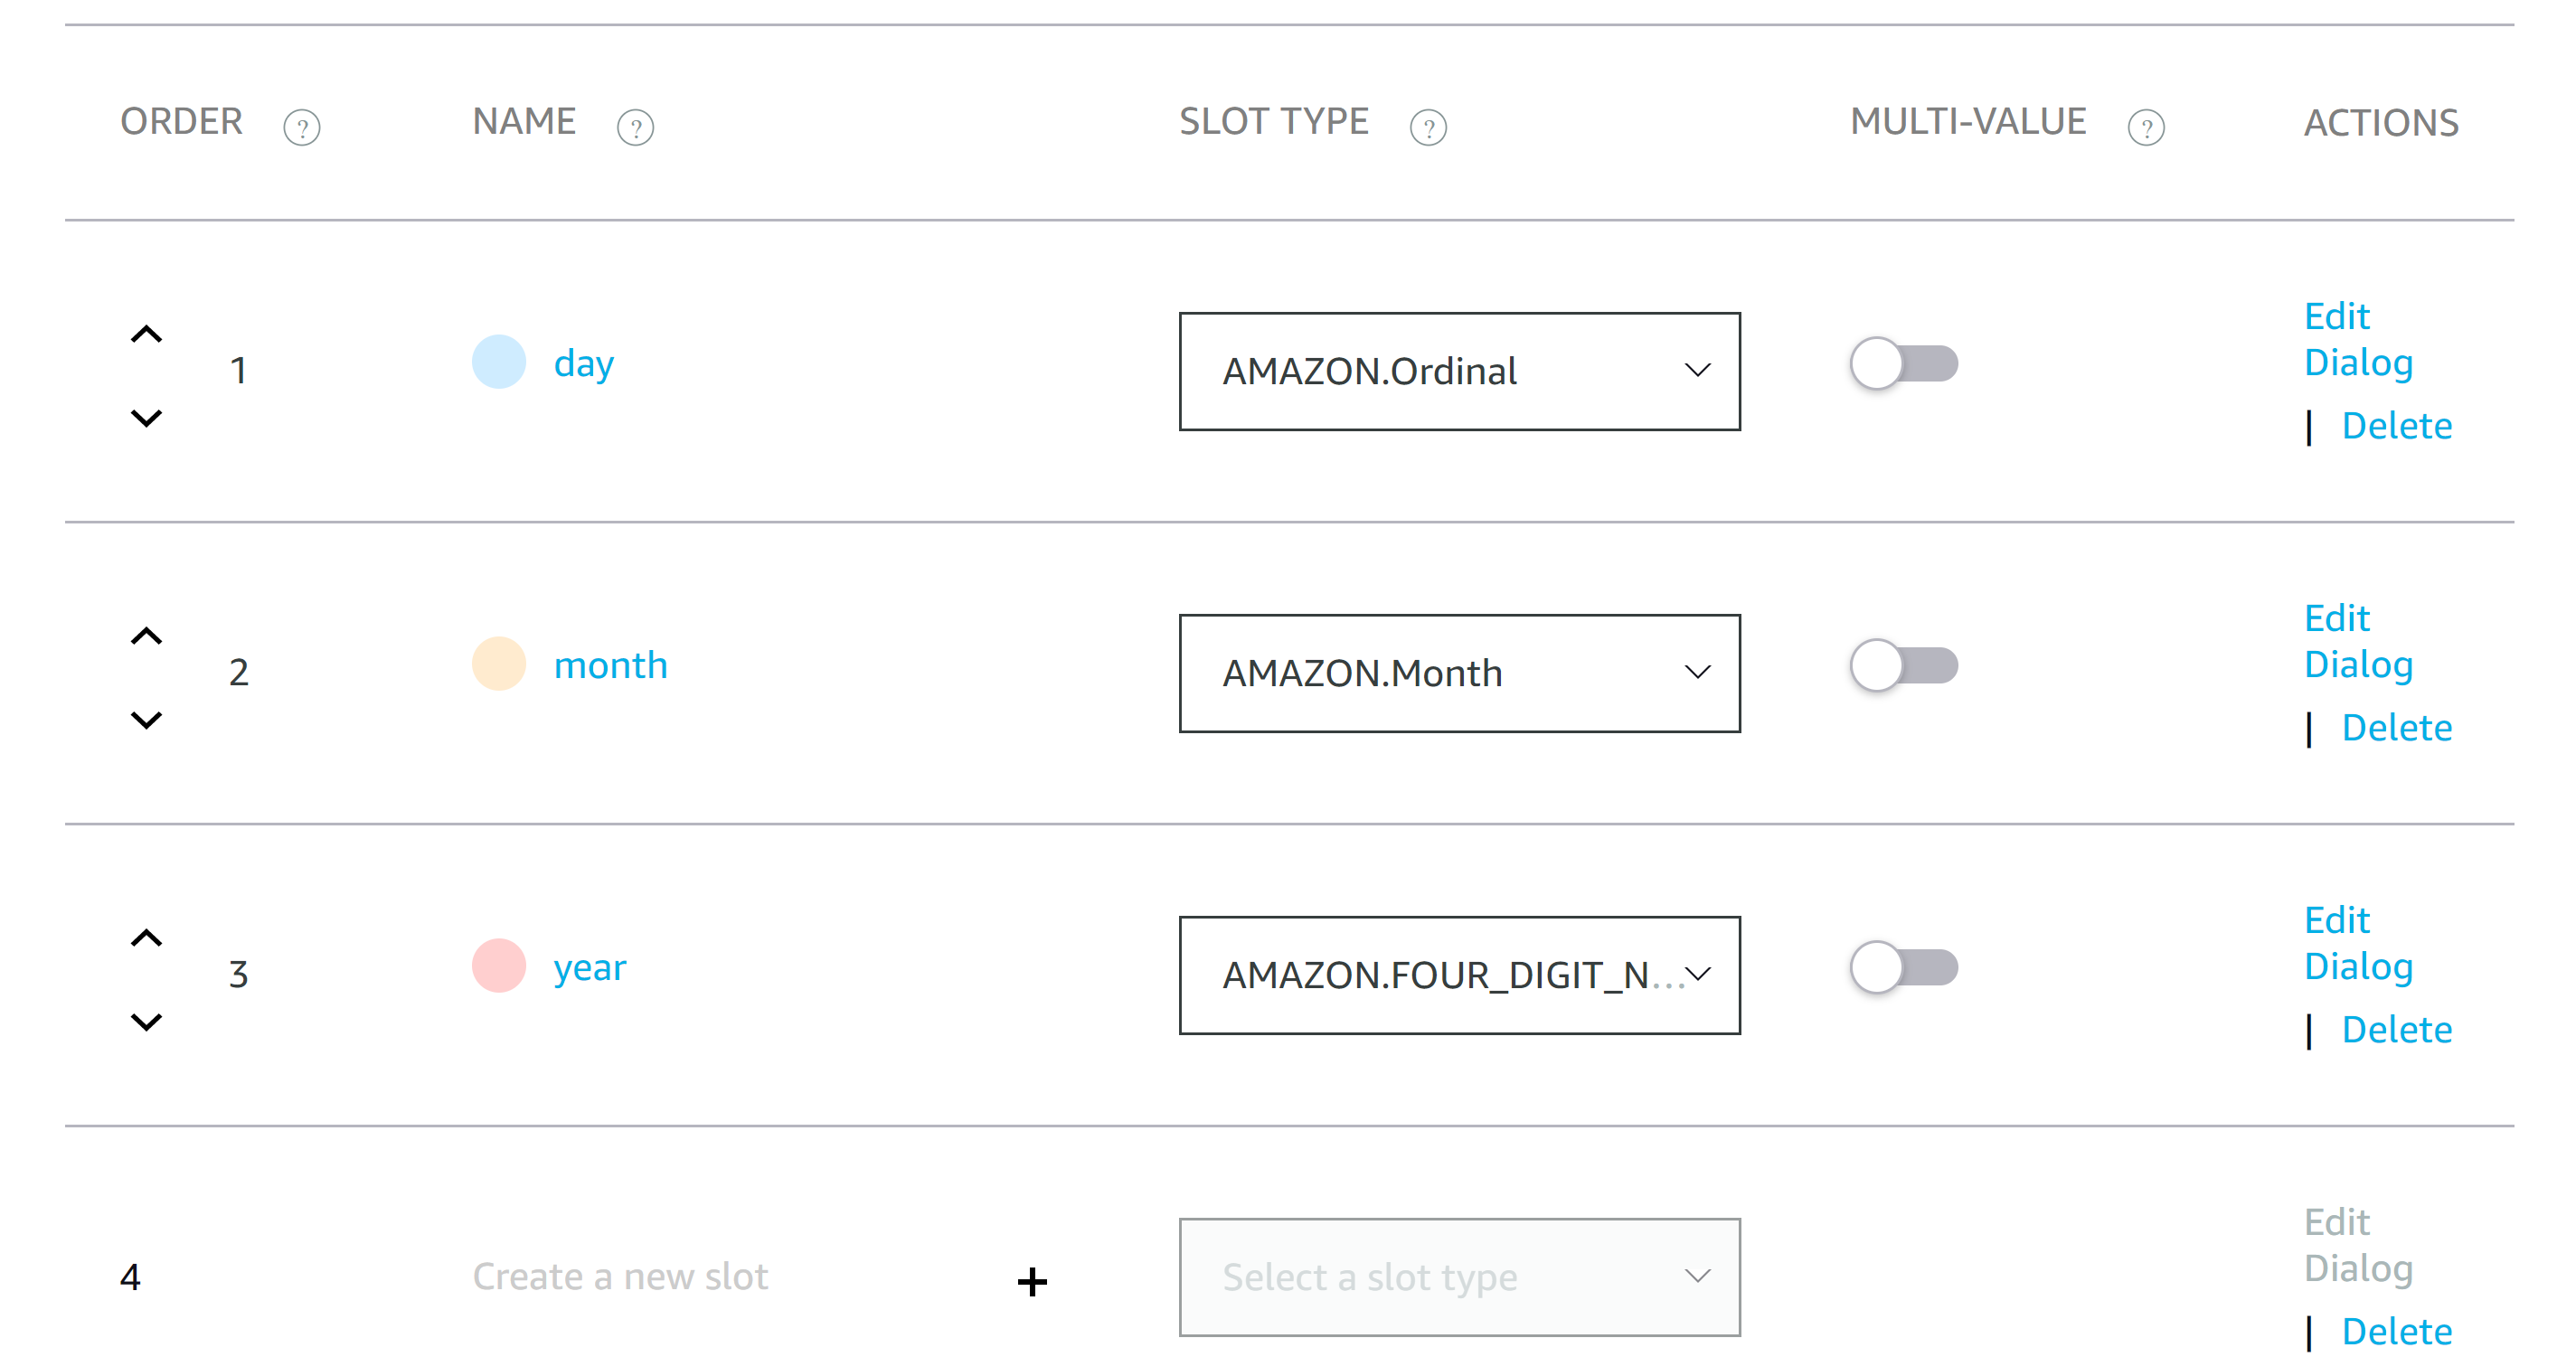 ORDER ? NAME ? SLOT TYPE ? MULTI-VALUE ? ACTIONS
1 day AMAZON.Ordinal Edit
Dialog
| Delete
2 month AMAZON.Month Edit
Dialog
| Delete
3 year AMAZON.FOUR_DIGIT_N... Edit
Dialog
| Delete
4 Create a new slot + Select a slot type Edit
Dialog
| Delete